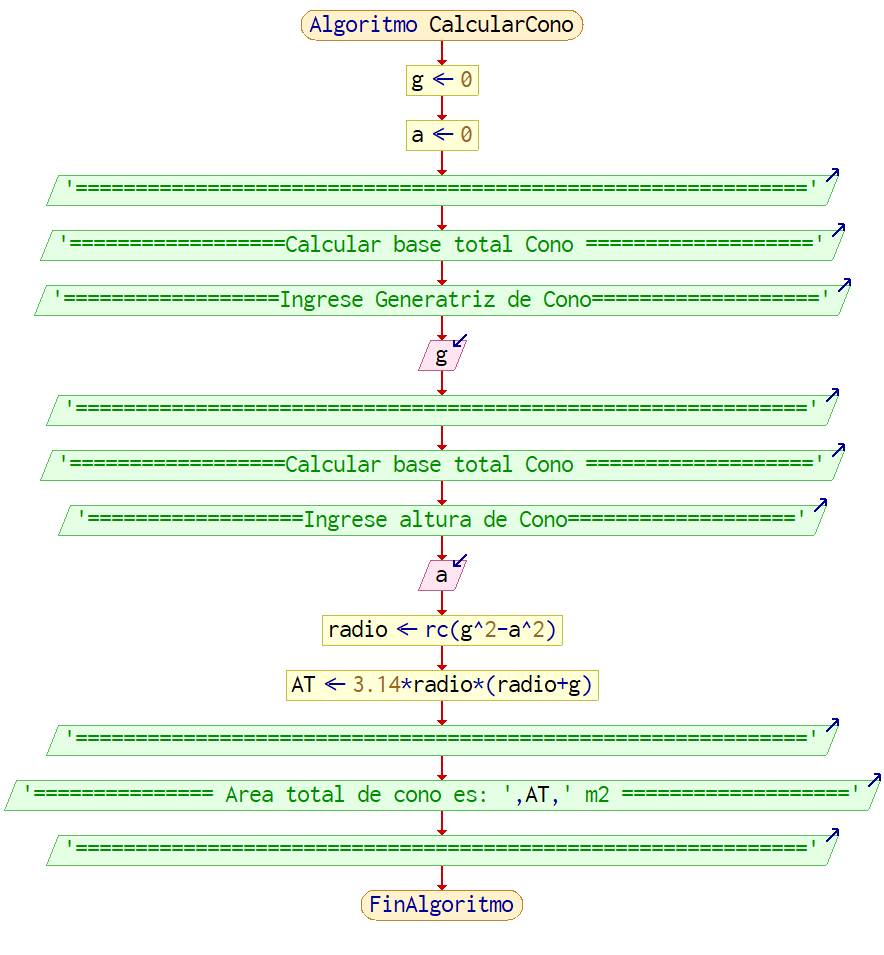 Algoritmo CalcularCono
g ← 0
a ← 0
'============================================================='
'==================Calcular base total Cono ==================='
'==================Ingrese Generatriz de Cono==================='
g
'============================================================='
'==================Calcular base total Cono ==================='
'==================Ingrese altura de Cono==================='
a
radio ← rc(g^2-a^2)
AT ← 3.14*radio*(radio+g)
'============================================================='
'=============== Area total de cono es: ',AT,' m2 ==================='
'============================================================='
FinAlgoritmo